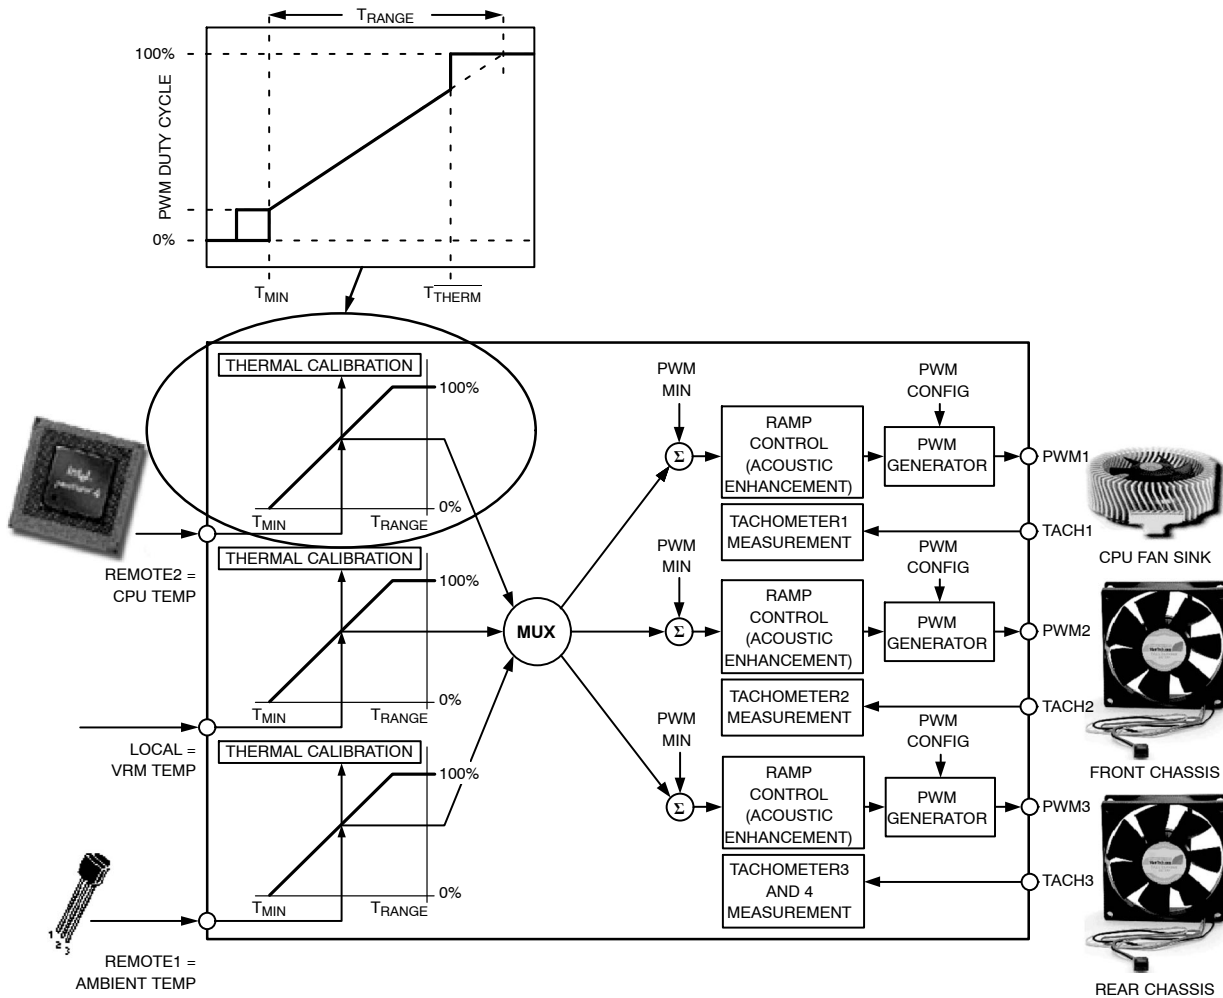 TRANGE
100%
PWM DUTY CYCLE
0%
TMIN
TTHERM
THERMAL CALIBRATION
100%
0%
TMIN
TRANGE
REMOTE2 =
CPU TEMP
THERMAL CALIBRATION
100%
0%
TMIN
TRANGE
LOCAL =
VRM TEMP
THERMAL CALIBRATION
100%
0%
TMIN
TRANGE
REMOTE1 =
AMBIENT TEMP
1
2
3
intel
MUX
PWM
MIN
Σ
RAMP
CONTROL
(ACOUSTIC
ENHANCEMENT)
PWM
CONFIG
PWM
GENERATOR
PWM1
TACHOMETER1
MEASUREMENT
TACH1
CPU FAN SINK
PWM
MIN
Σ
RAMP
CONTROL
(ACOUSTIC
ENHANCEMENT)
PWM
CONFIG
PWM
GENERATOR
PWM2
TACHOMETER2
MEASUREMENT
TACH2
FRONT CHASSIS
PWM
MIN
Σ
RAMP
CONTROL
(ACOUSTIC
ENHANCEMENT)
PWM
CONFIG
PWM
GENERATOR
PWM3
TACHOMETER3
AND 4
MEASUREMENT
TACH3
REAR CHASSIS